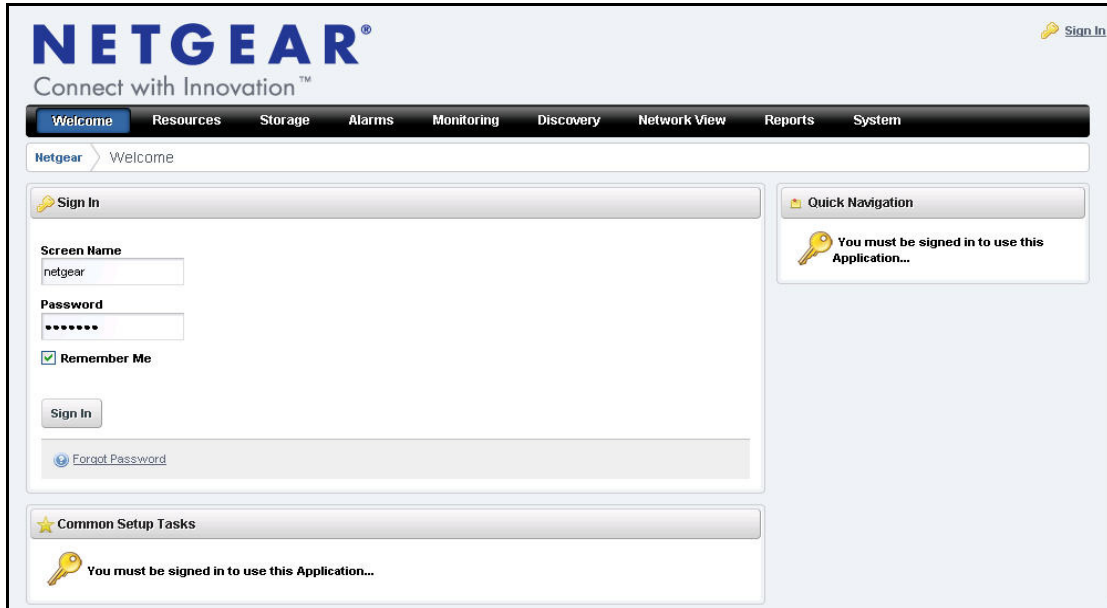 NETGEAR®
Connect with Innovation™
Sign In
Welcome Resources Storage Alarms Monitoring Discovery Network View Reports System
Netgear Welcome
Sign In
Screen Name
netgear
Password
•••••••
Remember Me
Sign In
Forgot Password
Quick Navigation
You must be signed in to use this
Application...
Common Setup Tasks
You must be signed in to use this Application...